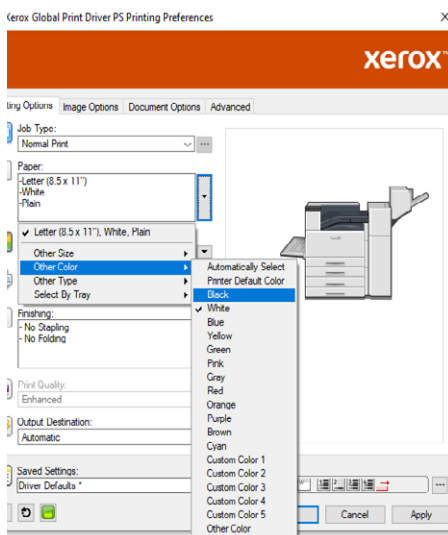 Xerox Global Print Driver PS Printing Preferences
xerox™
ting Options
Image Options
Document Options
Advanced
Job Type:
Normal Print
Paper:
-Letter (8.5 x 11")
-White
-Plain
Letter (8.5 x 11"), White, Plain
Other Size
Other Color
Other Type
Select By Tray
Automatically Select
Printer Default Color
Black
White
Blue
Yellow
Green
Pink
Gray
Red
Orange
Purple
Brown
Cyan
Custom Color 1
Custom Color 2
Custom Color 3
Custom Color 4
Custom Color 5
Other Color
Finishing:
- No Stapling
- No Folding
Print Quality:
Enhanced
Output Destination:
Automatic
Saved Settings:
Driver Defaults *
Cancel
Apply